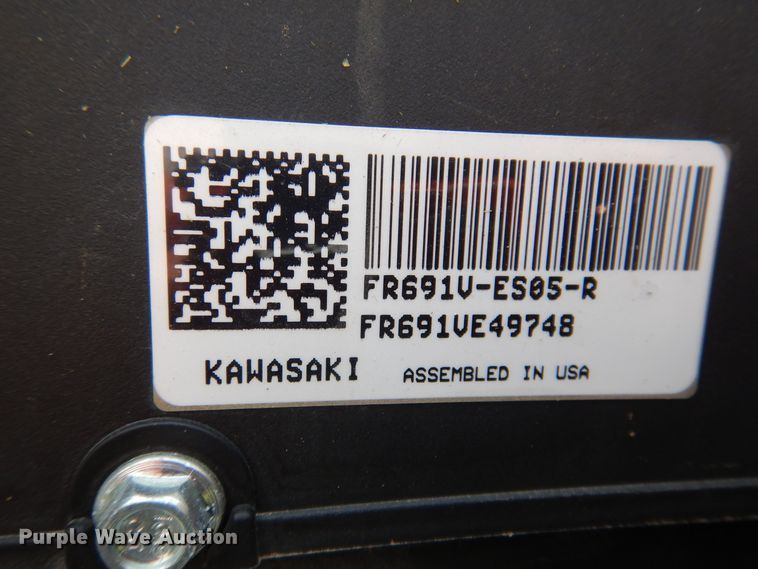 FR691V-ES05-R
FR691VE49748
KAWASAKI ASSEMBLED IN USA
Purple Wave Auction